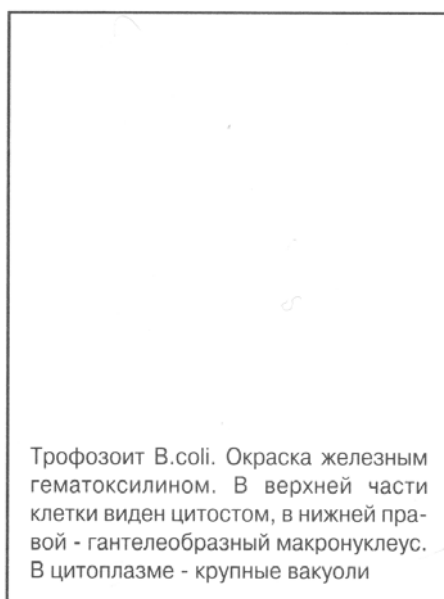 Трофозоит B.coli. Окраска железным
гематоксилином. В верхней части
клетки виден цитостом, в нижней пра-
вой - гантелеобразный макронуклеус.
В цитоплазме - крупные вакуоли